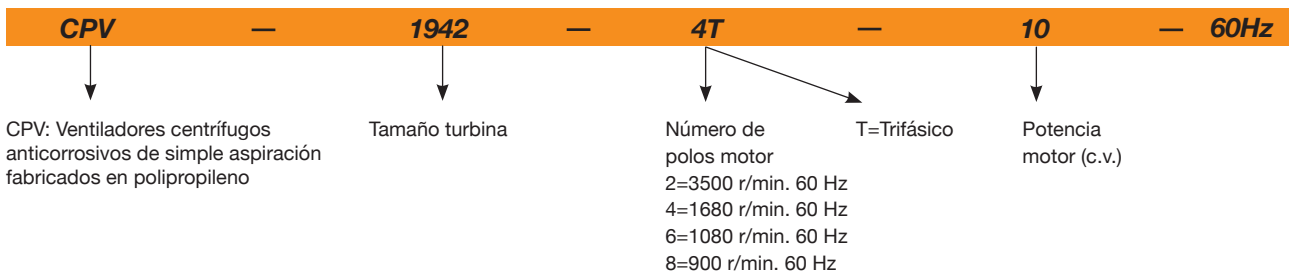 CPV — 1942 — 4T — 10 — 60Hz
CPV: Ventiladores centrífugos
anticorrosivos de simple aspiración
fabricados en polipropileno
Tamaño turbina
Número de
polos motor
2=3500 r/min. 60 Hz
4=1680 r/min. 60 Hz
6=1080 r/min. 60 Hz
8=900 r/min. 60 Hz
T=Trifásico
Potencia
motor (c.v.)